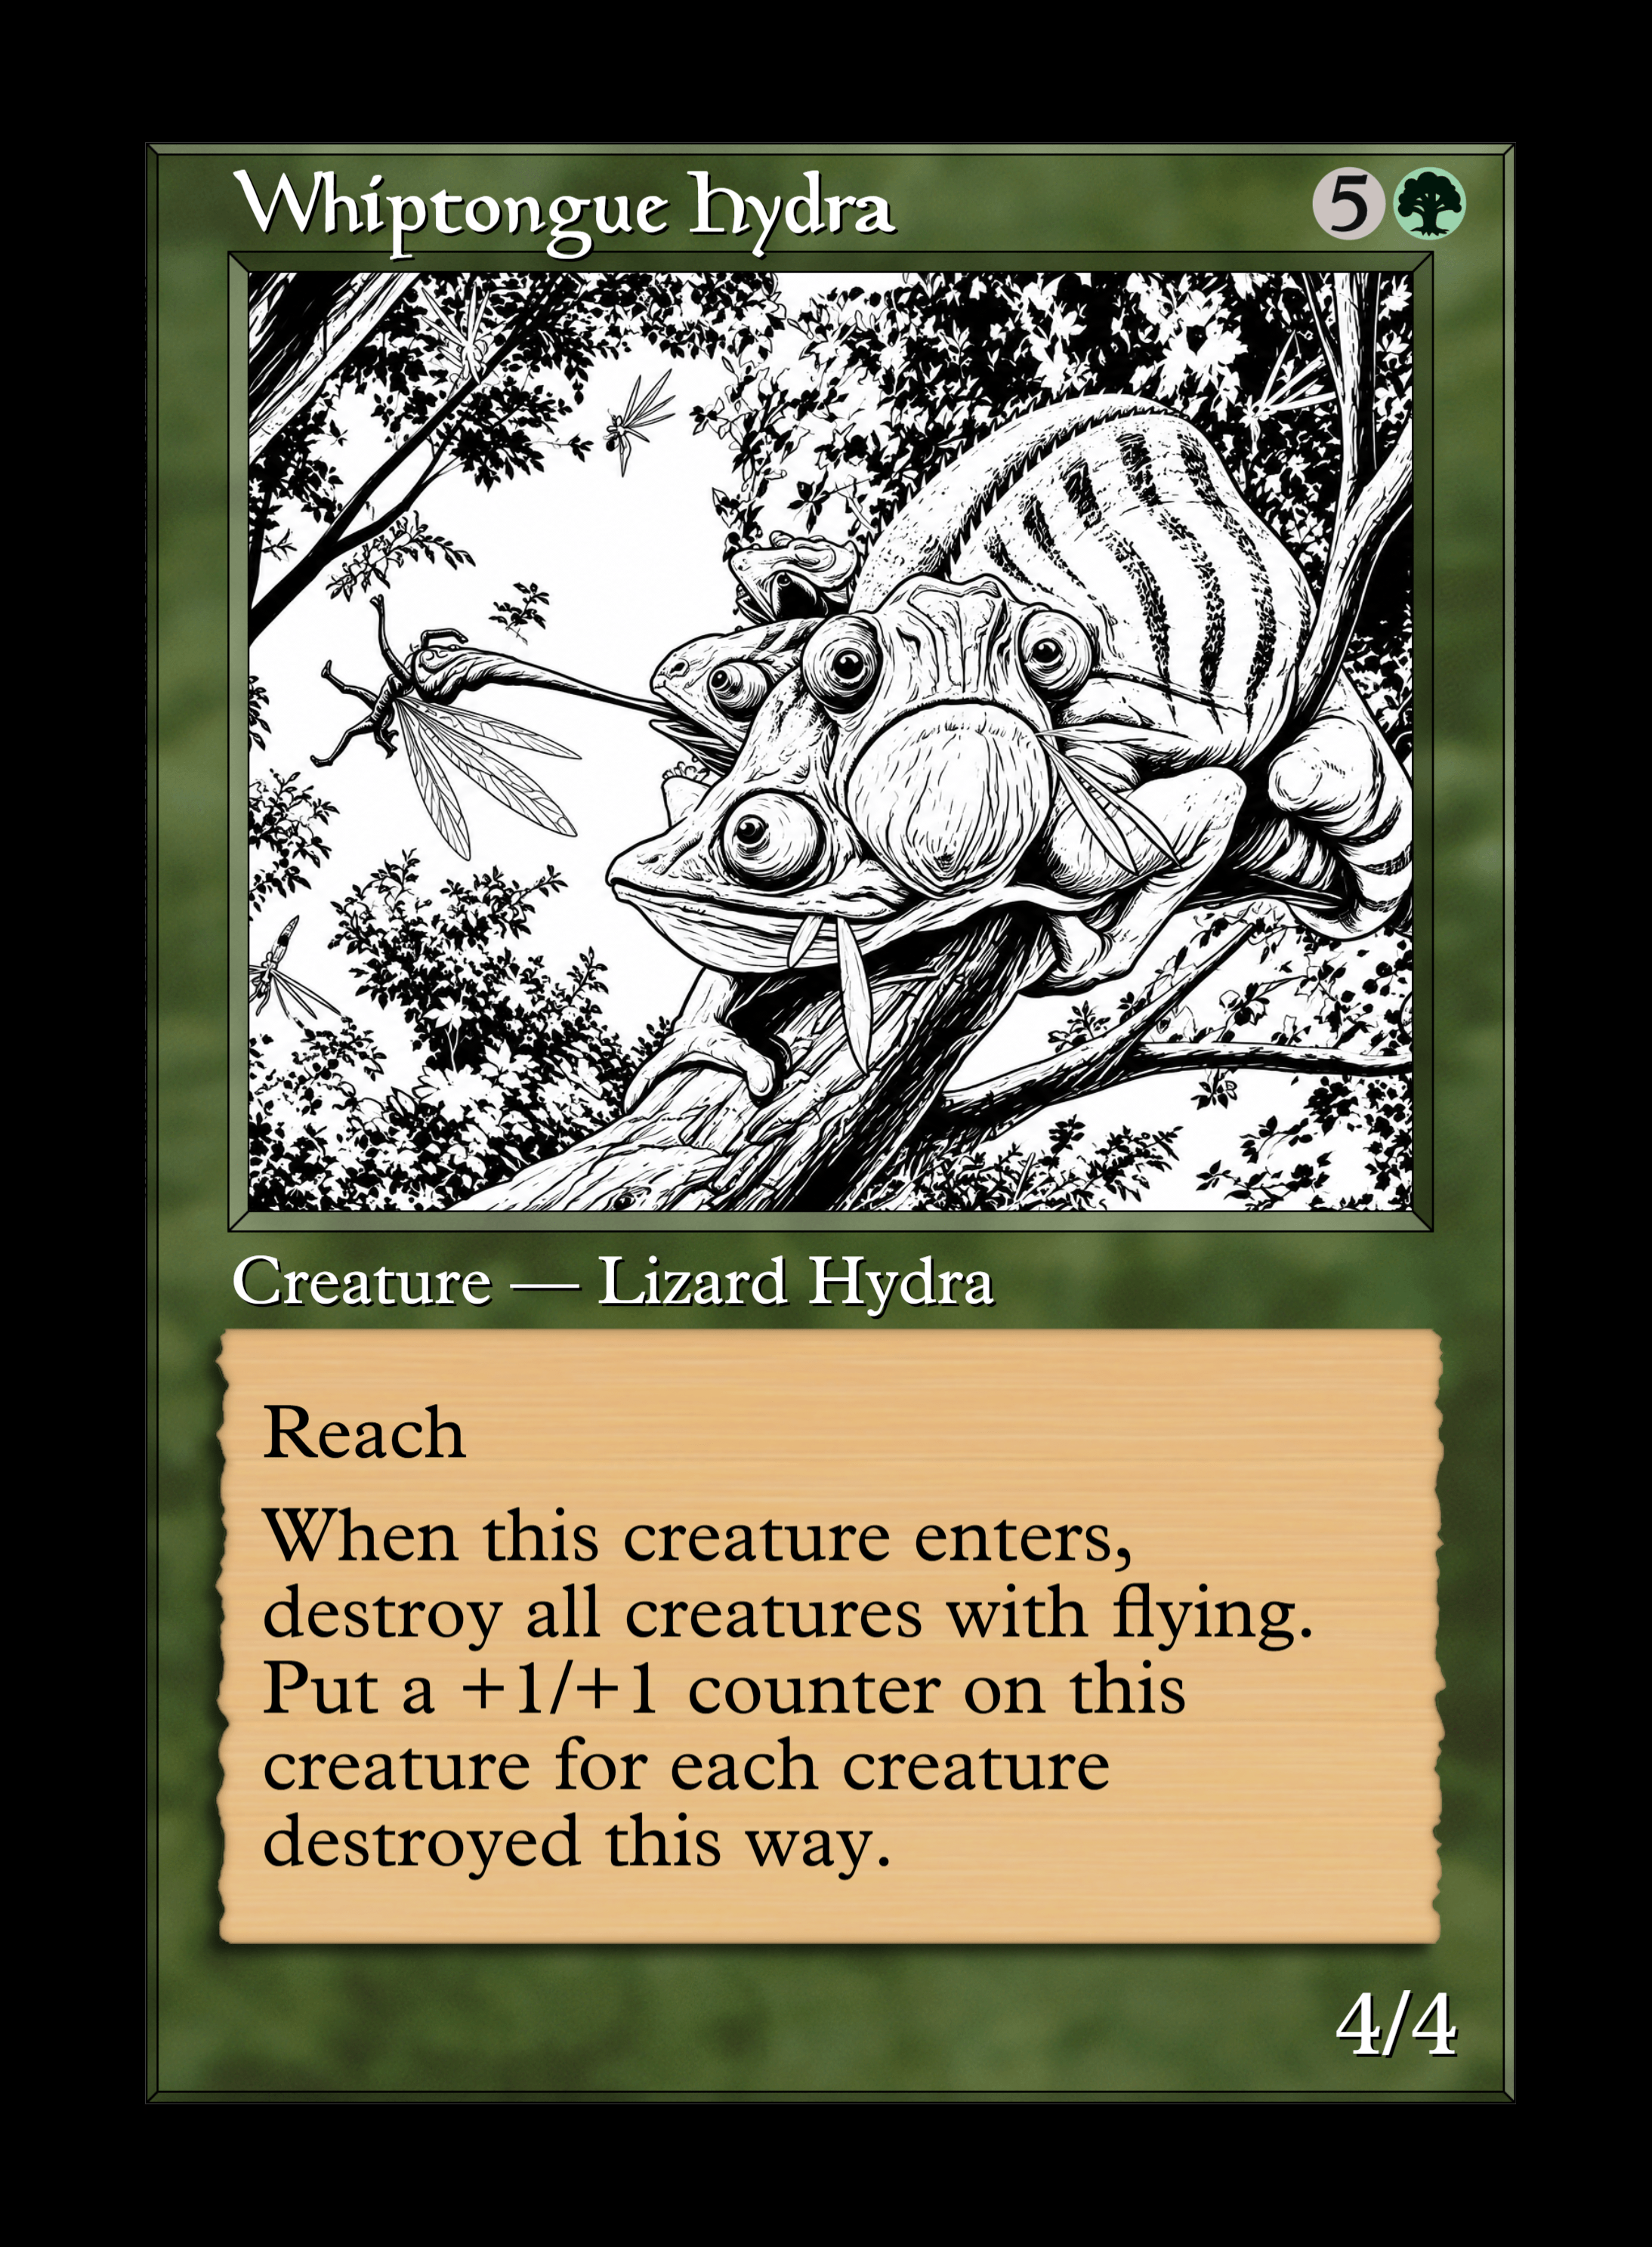 Whiptongue Hydra 5
Creature — Lizard Hydra
Reach
When this creature enters,
destroy all creatures with flying.
Put a +1/+1 counter on this
creature for each creature
destroyed this way.
4/4